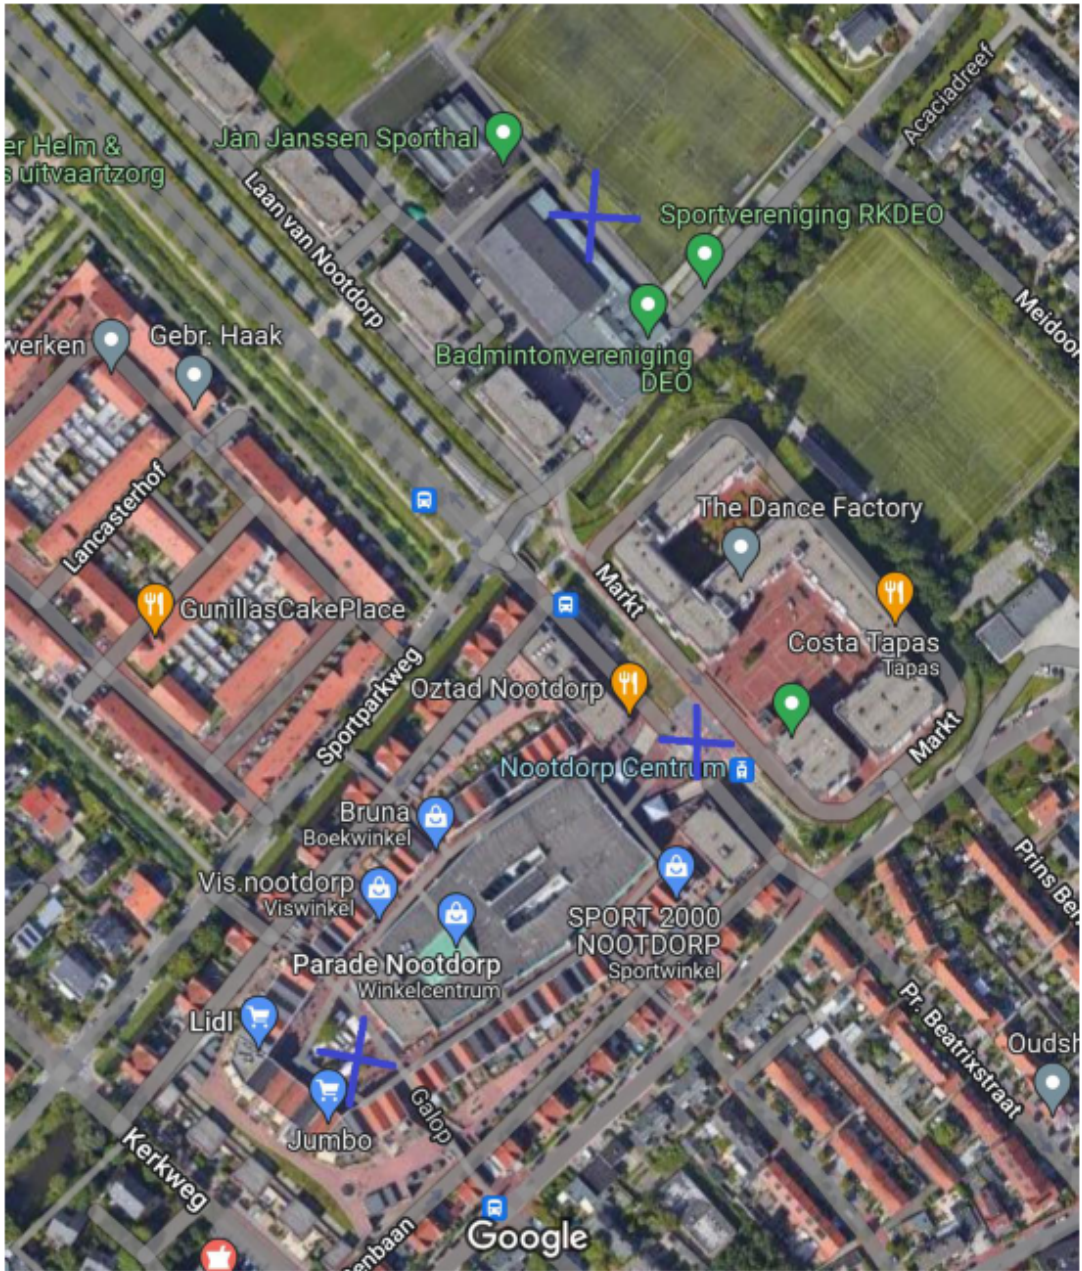 Acaciadreef
Jan Janssen Sporthal
er Helm &
s uitvaartzorg
Laan van Nootdorp
Sportvereniging RKDEO
Meidoor
Gebr. Haak
werken
Badmintonvereniging
DEO
Lancasterhof
The Dance Factory
Markt
GunillasCakePlace
Costa Tapas
Tapas
Oztad Nootdorp
Sportparkweg
Markt
Nootdorp Centrum
Bruna
Boekwinkel
Prins Ber
Vis.nootdorp
Viswinkel
SPORT 2000
NOOTDORP
Sportwinkel
Parade Nootdorp
Winkelcentrum
Lidl
Pr. Beatrixstraat
Oudsh
Galop
Jumbo
Kerkweg
enbaan
Google